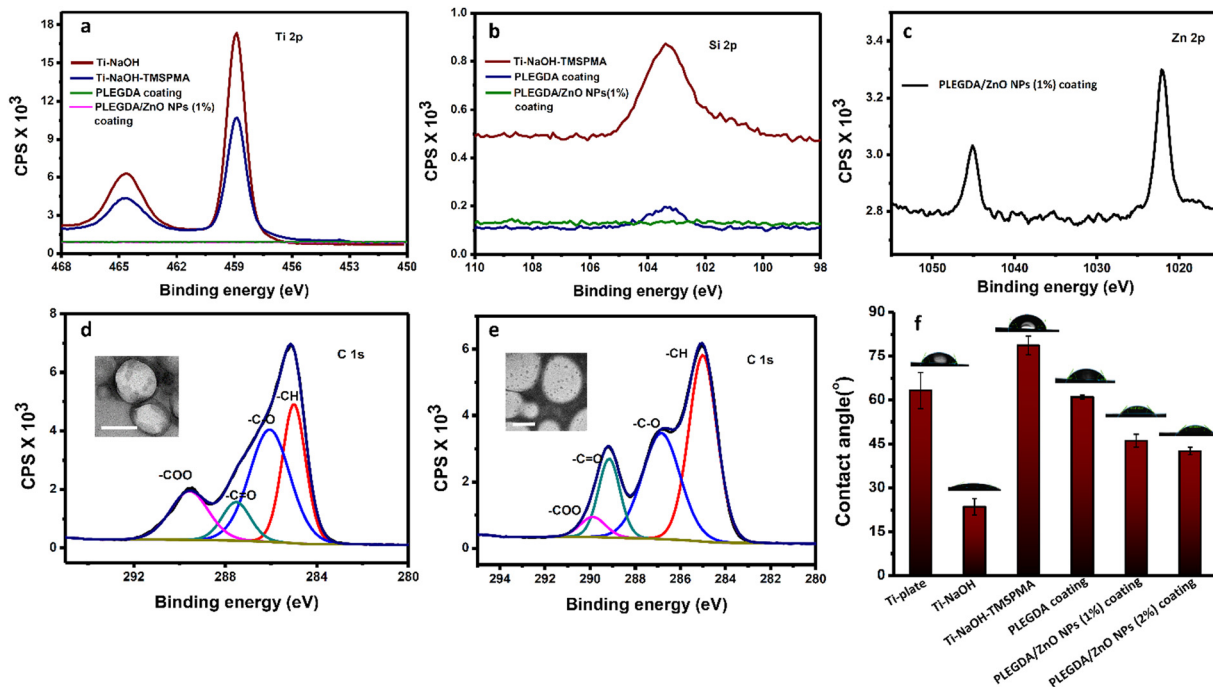 a
Ti 2p
Ti-NaOH
Ti-NaOH-TMSPMA
PLEGDA
coating
PLEGDA/ZnO NPs (1%)
coating
CPS X 10³
18
15
12
9
6
3
0
468 465 462 459 456 453 450
Binding energy (eV)
b
Si 2p
Ti-NaOH-TMSPMA
PLEGDA coating
PLEGDA/ZnO NPs(1%)
coating
CPS X 10³
1.0
0.8
0.6
0.4
0.2
0.0
110 108 106 104 102 100 98
Binding energy (eV)
c
Zn 2p
PLEGDA/ZnO NPs (1%) coating
CPS X 10³
3.4
3.2
3.0
2.8
1050 1040 1030 1020
Binding energy (eV)
d
C 1s
-CH
-C-O
-C=O
-COO
CPS X 10³
8
6
4
2
0
292 288 284 280
Binding energy (eV)
e
C 1s
-CH
-C-O
-C=O
-COO
CPS X 10³
6
4
2
0
294 292 290 288 286 284 282 280
Binding energy (eV)
f
Contact angle(°)
90
75
60
45
30
15
0
Ti-plate
Ti-NaOH
Ti-NaOH-TMSPMA
PLEGDA coating
PLEGDA/ZnO NPs (1%) coating
PLEGDA/ZnO NPs (2%) coating